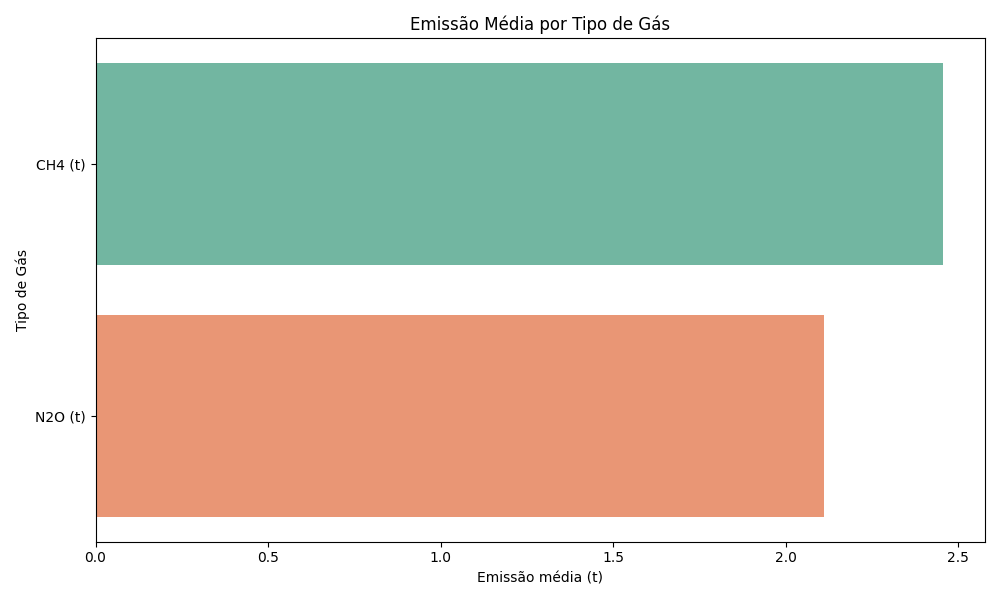 Emissão Média por Tipo de Gás
CH4 (t)
Tipo de Gás
N2O (t)
0.0 0.5 1.0 1.5 2.0 2.5
Emissão média (t)